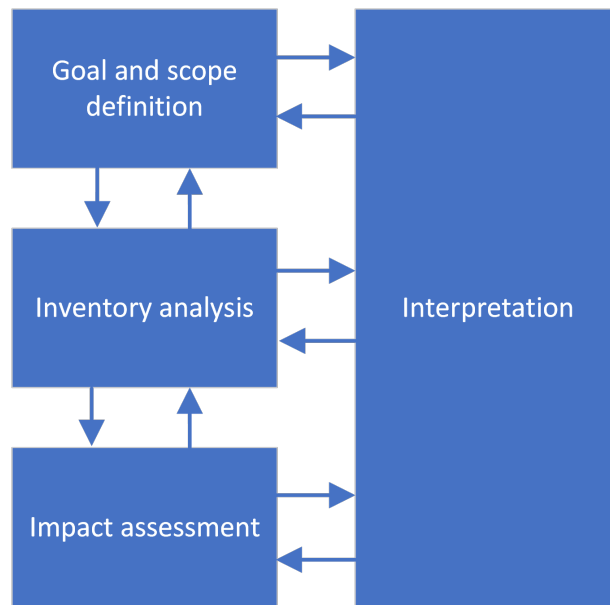 Goal and scope
definition
Inventory analysis
Interpretation
Impact assessment